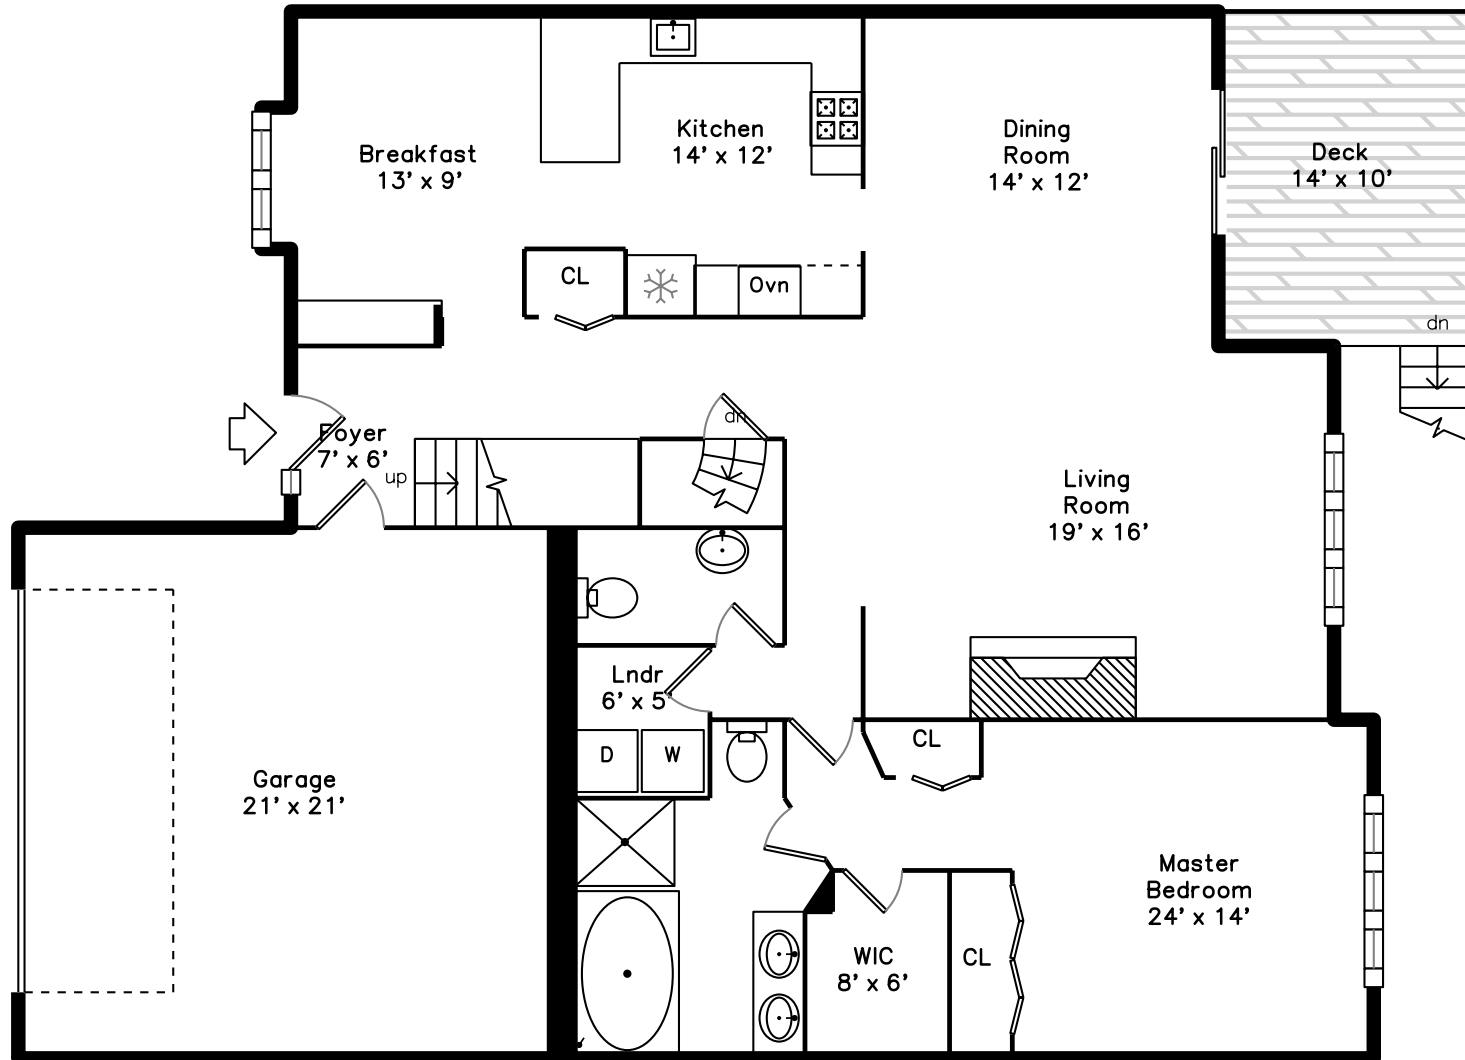 Breakfast
13' x 9'
Kitchen
14' x 12'
Dining
Room
14' x 12'
Deck
14' x 10'
CL
Ovn
dn
Foyer
7' x 6'
up
dn
Living
Room
19' x 16'
Lndr
6' x 5'
D
W
CL
Garage
21' x 21'
Master
Bedroom
24' x 14'
WIC
8' x 6'
CL